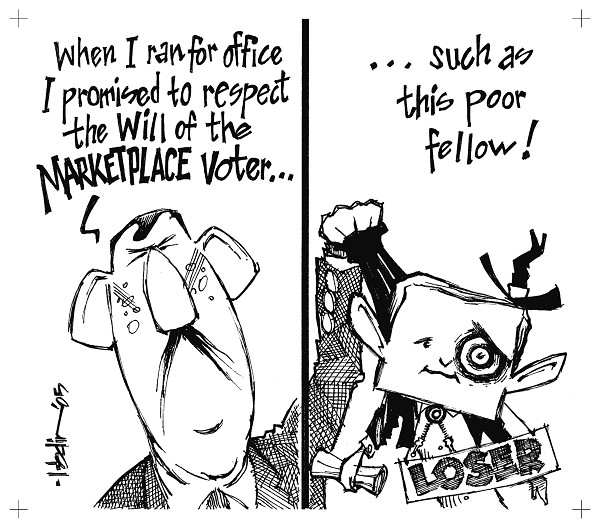 When I ran for office
I promised to respect
the Will of the
MARKETPLACE Voter...
... such as
this poor
fellow!
LOSER